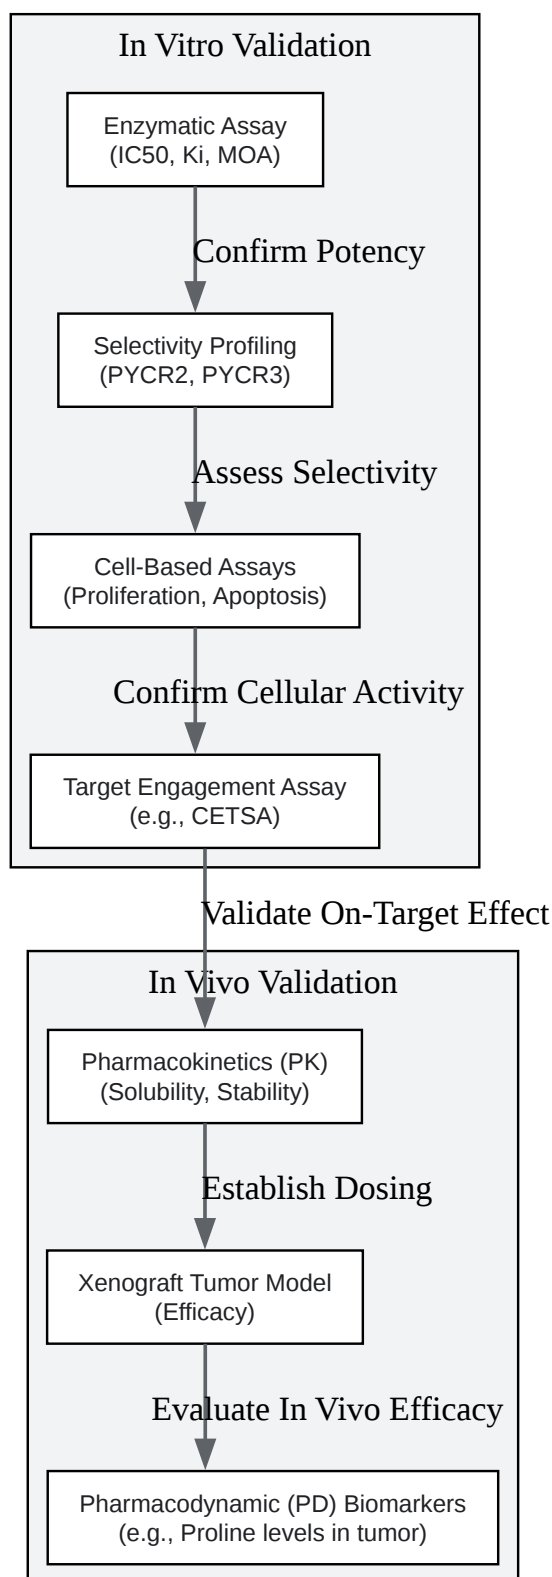 In Vitro Validation
Enzymatic Assay
(IC50, Ki, MOA)
Confirm Potency
Selectivity Profiling
(PYCR2, PYCR3)
Assess Selectivity
Cell-Based Assays
(Proliferation, Apoptosis)
Confirm Cellular Activity
Target Engagement Assay
(e.g., CETSA)
Validate On-Target Effect
In Vivo Validation
Pharmacokinetics (PK)
(Solubility, Stability)
Establish Dosing
Xenograft Tumor Model
(Efficacy)
Evaluate In Vivo Efficacy
Pharmacodynamic (PD) Biomarkers
(e.g., Proline levels in tumor)